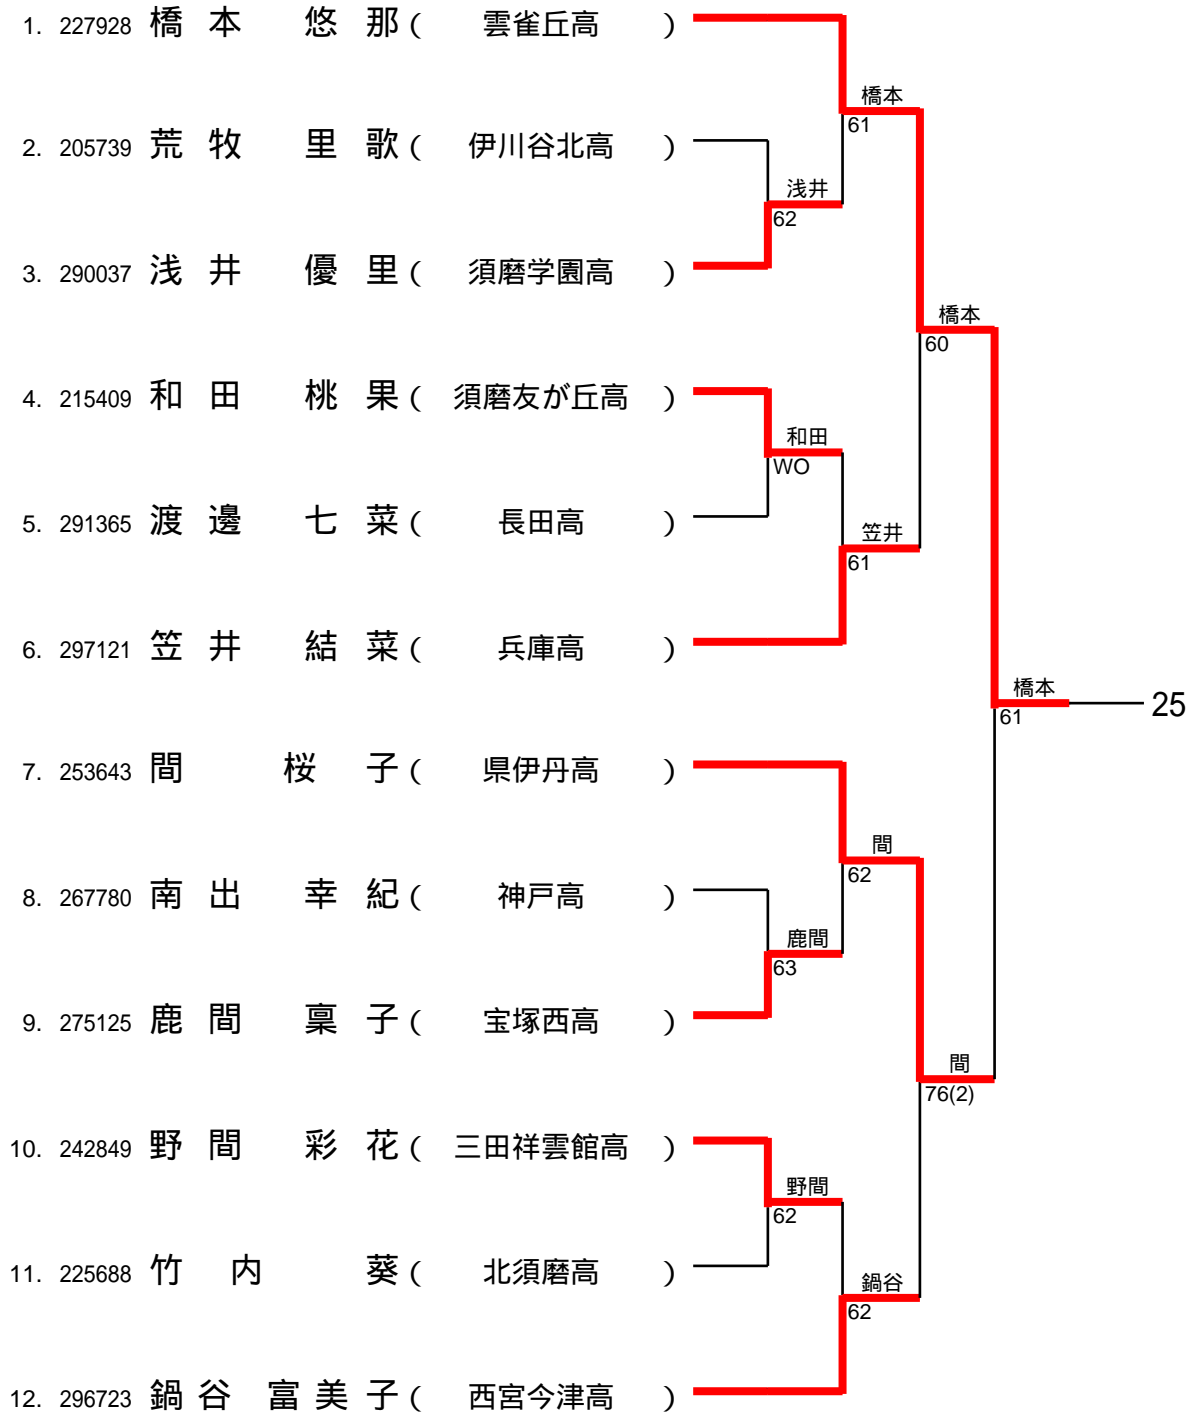 1. 227928 橋本 悠那 ( 雲雀丘高 )
橋本
61
2. 205739 荒牧 里歌 ( 伊川谷北高 )
浅井
62
3. 290037 浅井 優里 ( 須磨学園高 )
橋本
60
4. 215409 和田 桃果 ( 須磨友が丘高 )
和田
WO
5. 291365 渡邊 七菜 ( 長田高 )
笠井
61
6. 297121 笠井 結菜 ( 兵庫高 )
橋本
61
25
7. 253643 間 桜子 ( 県伊丹高 )
間
62
8. 267780 南出 幸紀 ( 神戸高 )
鹿間
63
9. 275125 鹿間 稟子 ( 宝塚西高 )
間
76(2)
10. 242849 野間 彩花 ( 三田祥雲館高 )
野間
62
11. 225688 竹内 葵 ( 北須磨高 )
鍋谷
62
12. 296723 鍋谷 富美子 ( 西宮今津高 )